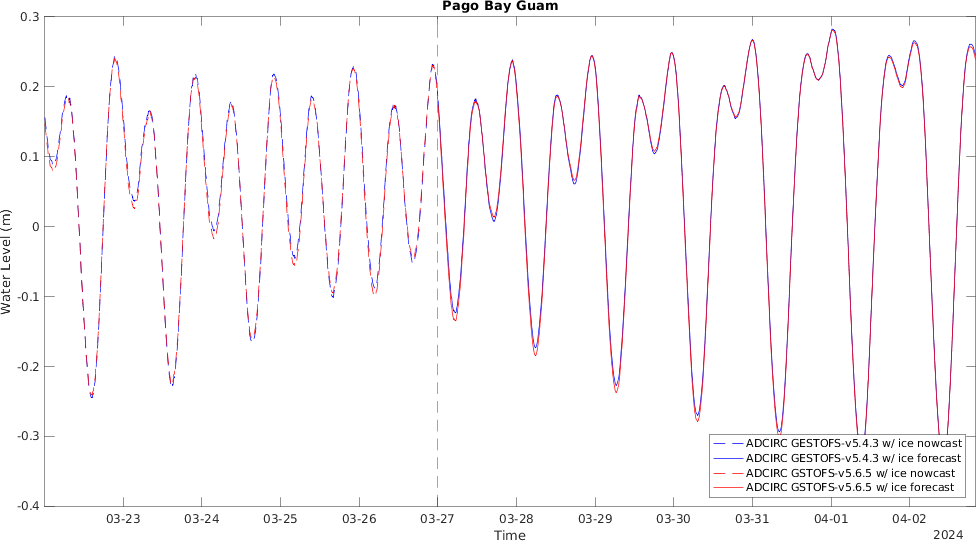 Pago Bay Guam
0.3
0.2
0.1
0
-0.1
-0.2
-0.3
-0.4
Water Level (m)
ADCIRC GESTOFS-v5.4.3 w/ ice nowcast
ADCIRC GESTOFS-v5.4.3 w/ ice forecast
ADCIRC GSTOFS-v5.6.5 w/ ice nowcast
ADCIRC GSTOFS-v5.6.5 w/ ice forecast
03-23 03-24 03-25 03-26 03-27 03-28 03-29 03-30 03-31 04-01 04-02
Time
2024